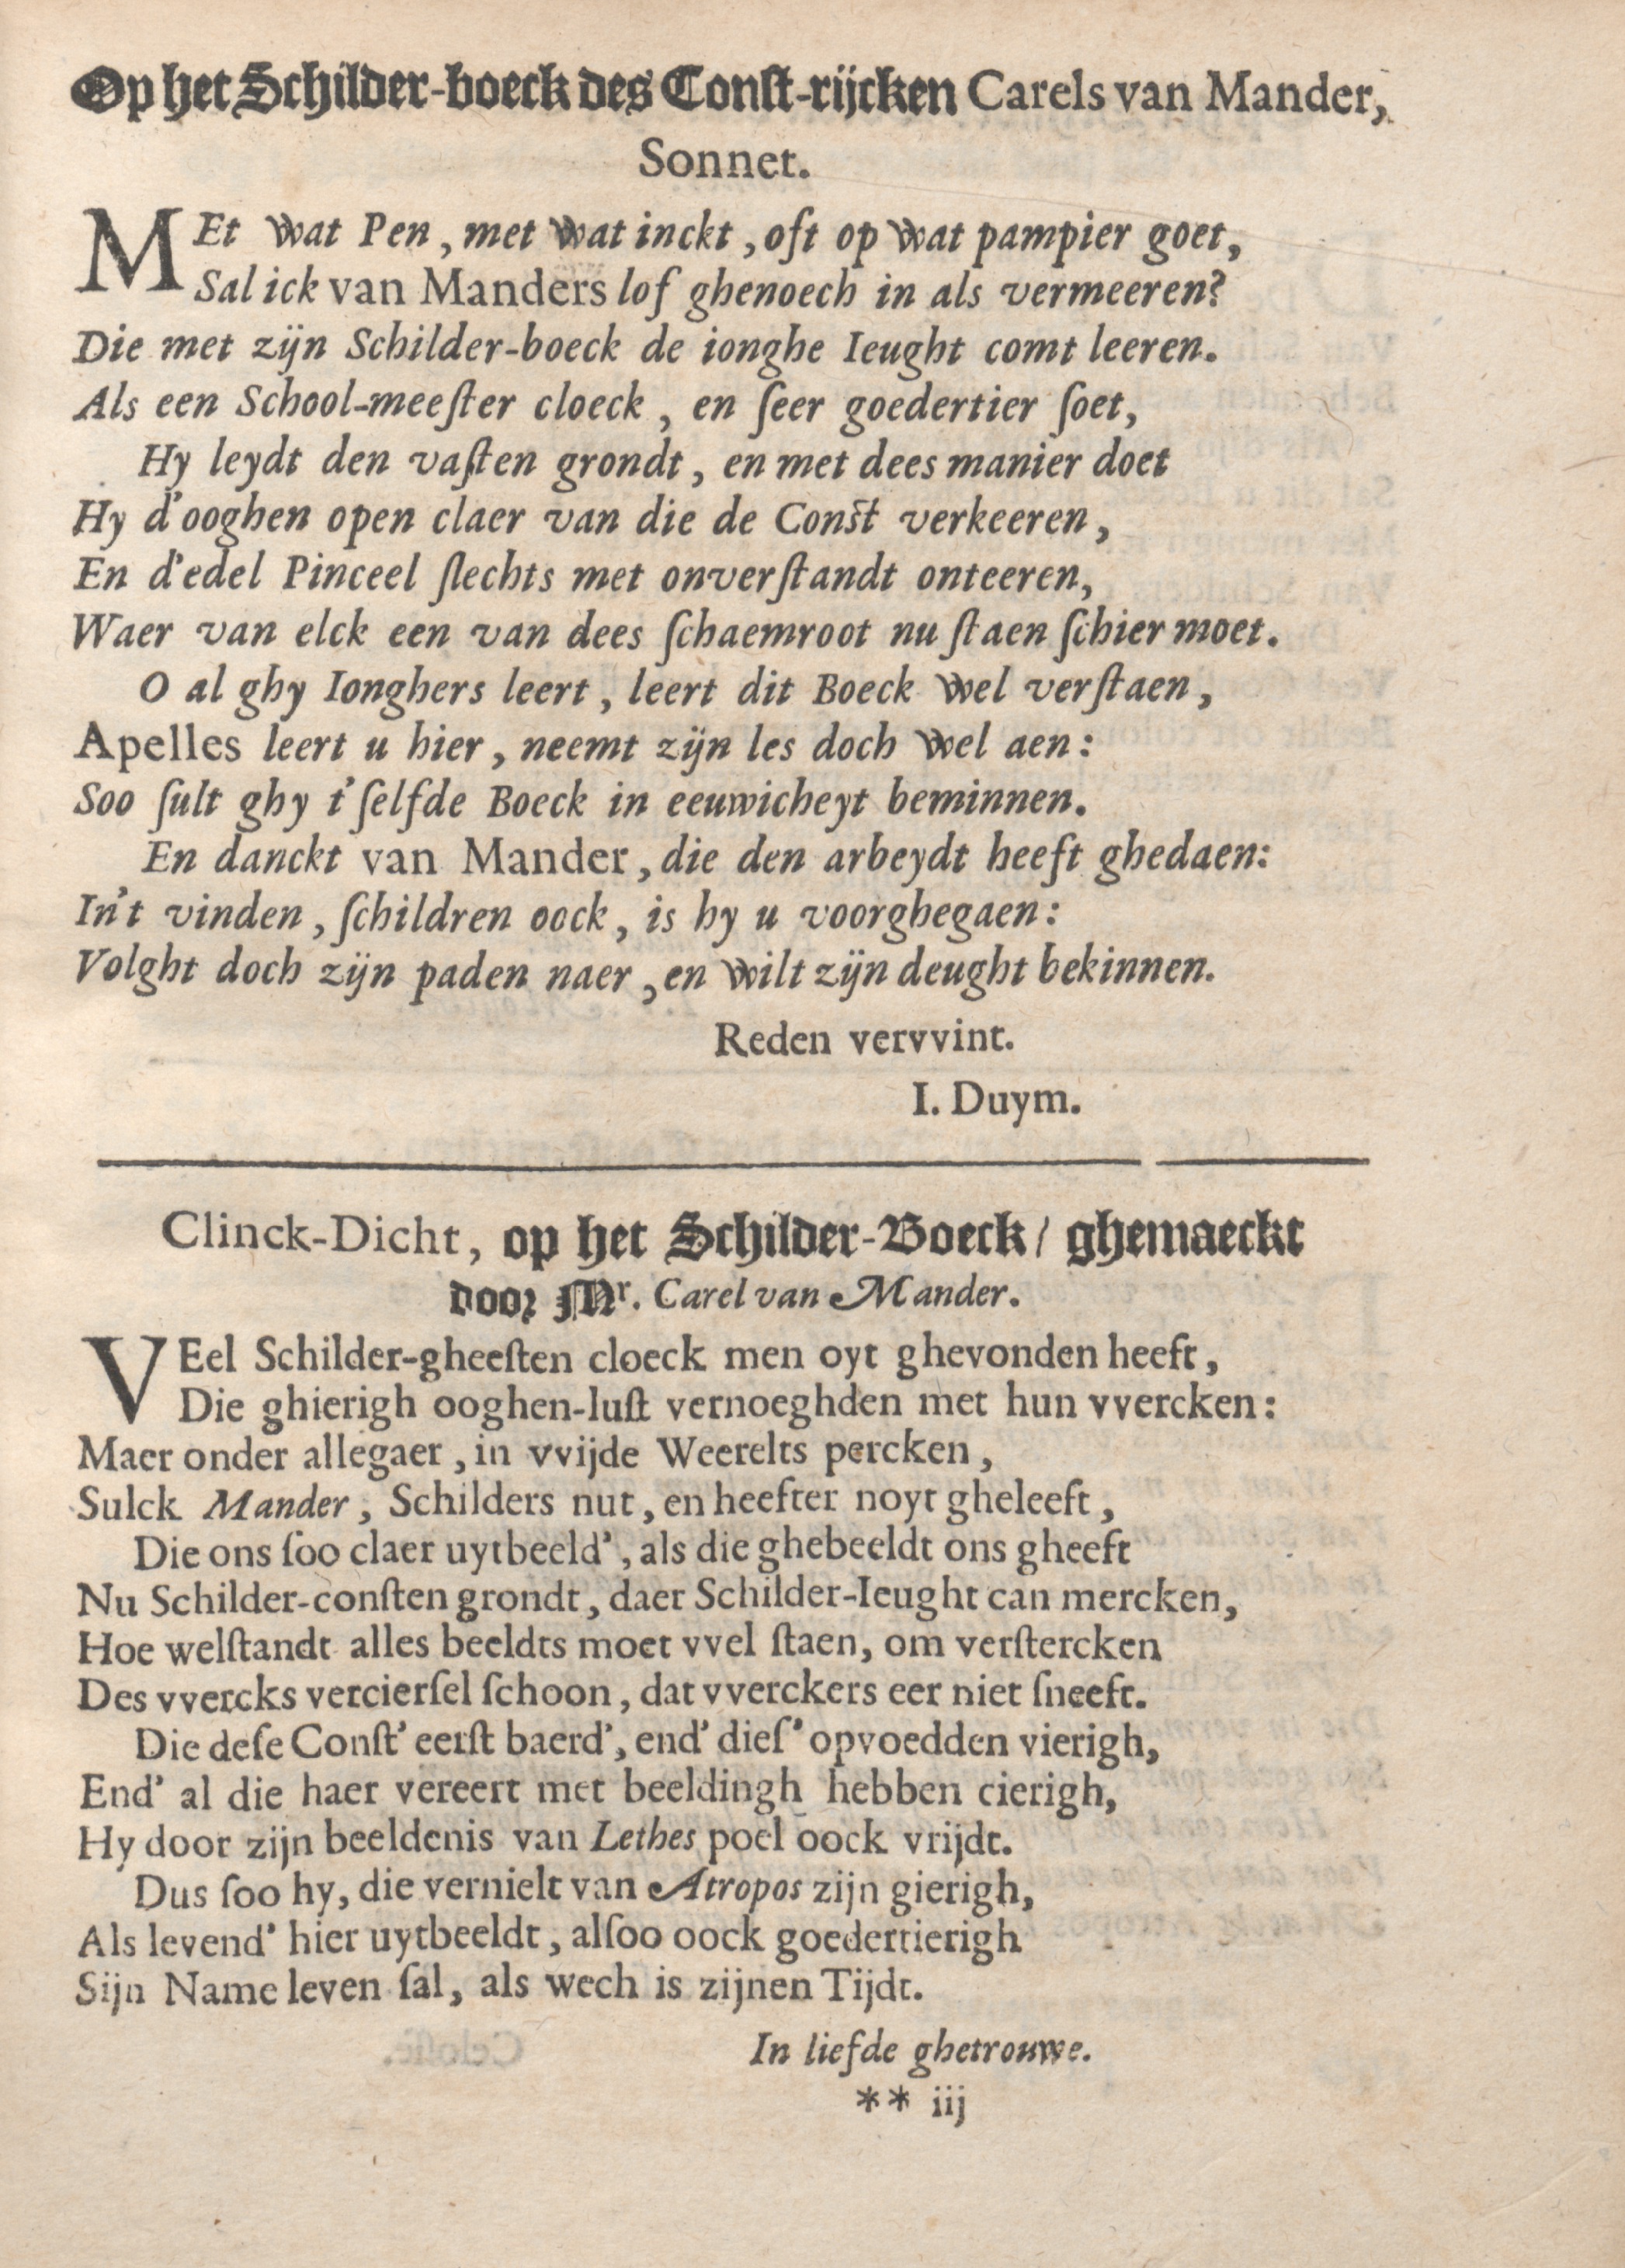 Op het Schilder-boeck des Conſt-rijcken Carels van Mander,
Sonnet.
MEt wat Pen, met wat inckt, oft op wat pampier goet,
Sal ick van Manders lof ghenoech in als vermeeren?
Die met zijn Schilder-boeck de ionghe Ieught comt leeren.
Als een School-meeſter cloeck, en ſeer goedertier ſoet,
Hy leydt den vaſten grondt, en met dees manier doet
Hy d'ooghen open claer van die de Conſt verkeeren,
En d'edel Pinceel ſlechts met onverſtandt onteeren,
Waer van elck een van dees ſchaemroot nu ſtaen ſchier moet.
O al ghy Ionghers leert, leert dit Boeck wel verſtaen,
Apelles leert u hier, neemt zijn les doch wel aen:
Soo ſult ghy t'ſelfde Boeck in eeuwicheyt beminnen.
En danckt van Mander, die den arbeydt heeft ghedaen:
In't vinden, ſchildren oock, is hy u voorghegaen:
Volght doch zijn paden naer, en wilt zijn deught bekinnen.
Reden vervvint.
I. Duym.
Clinck-Dicht, op het Schilder-Boeck/ ghemaeckt
door Mr. Carel van Mander.
VEel Schilder-gheeſten cloeck men oyt ghevonden heeft,
Die ghierigh ooghen-luſt vernoeghden met hun vvercken:
Maer onder allegaer, in vvijde Weerelts percken,
Sulck Mander, Schilders nut, en heefter noyt gheleeft,
Die ons ſoo claer uytbeeld', als die ghebeeldt ons gheeft
Nu Schilder-conſten grondt, daer Schilder-Ieught can mercken,
Hoe welſtandt alles beeldts moet vvel ſtaen, om verſtercken
Des vvercks vercierſel ſchoon, dat vverckers eer niet ſneeft.
Die deſe Conſt' eerſt baerd', end' dieſ' opvoedden vierigh,
End' al die haer vereert met beeldingh hebben cierigh,
Hy door zijn beeldenis van Lethes poel oock vrijdt.
Dus ſoo hy, die vernielt van Atropos zijn gierigh,
Als levend' hier uytbeeldt, alſoo oock goedertierigh
Sijn Name leven ſal, als wech is zijnen Tijdt.
In liefde ghetrouwe.
** iij